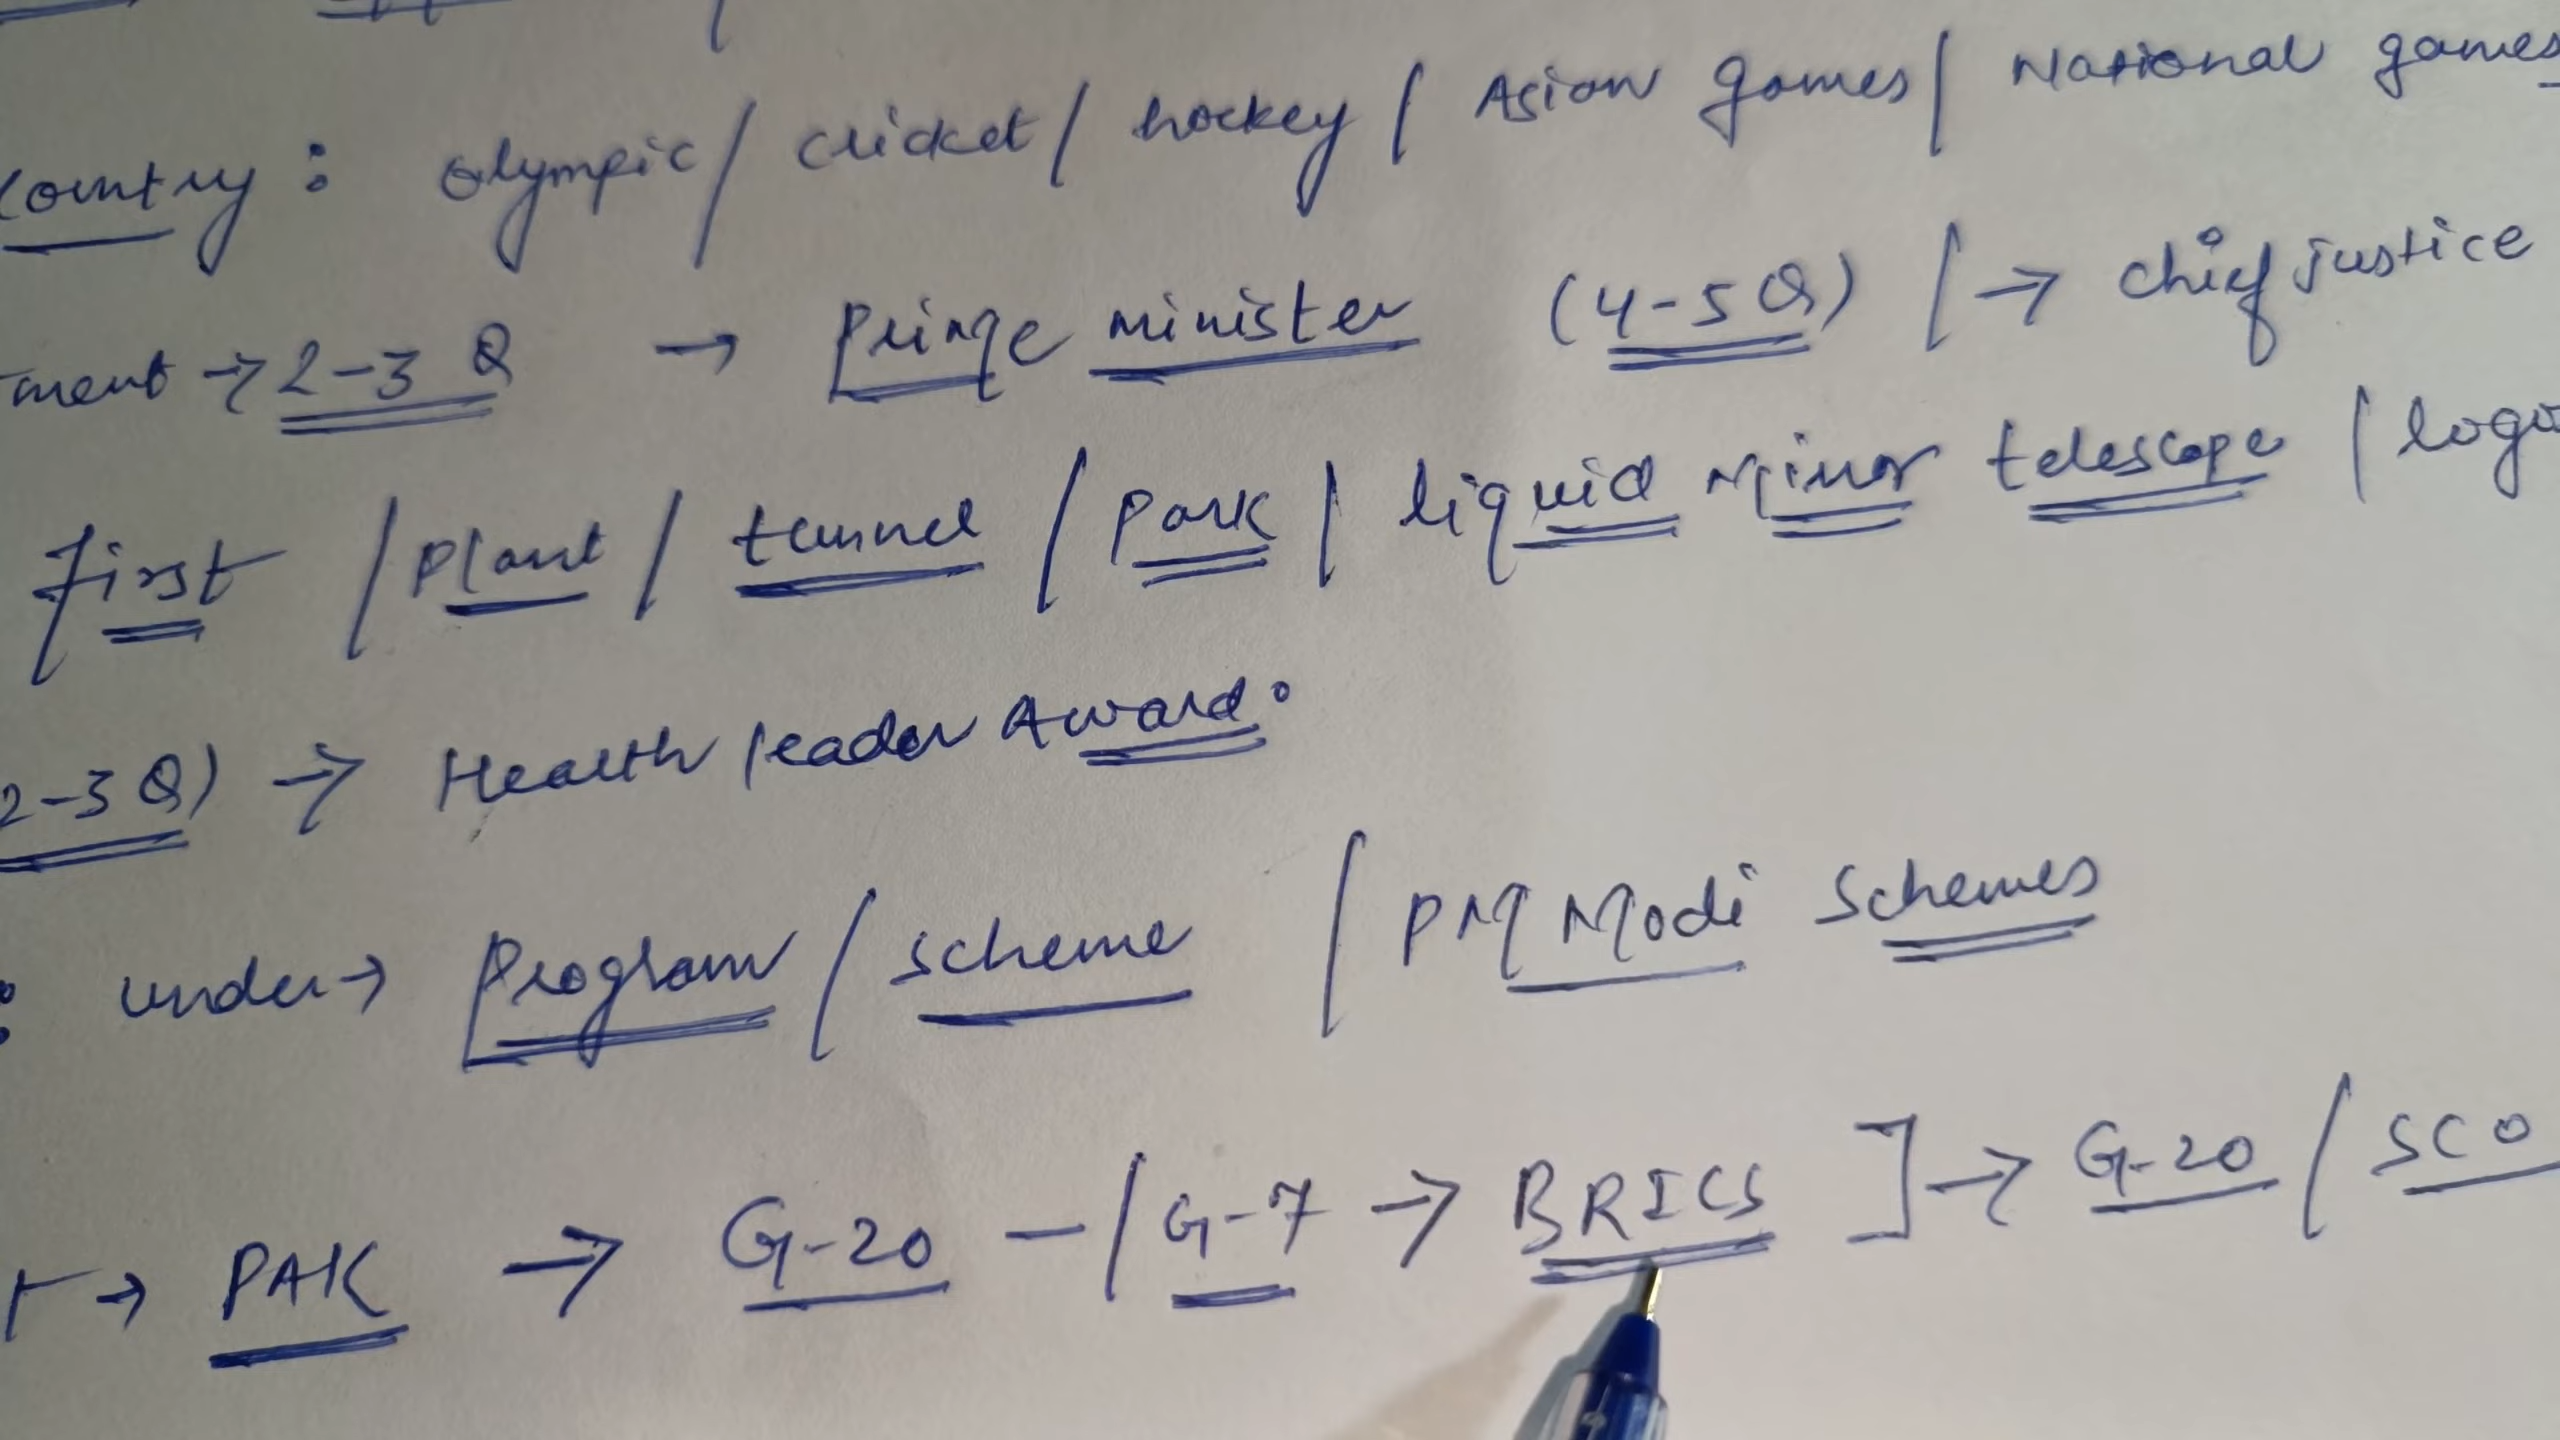 country : olympic / cricket / hockey / Asian Games / National games
ment → 2-3 Q → Prime minister (4-5 Q) / → chief justice
First / Plant / tunnel / Park / liquid Mirror telescope / logo
2-3 Q) → Health leader Award :
: under → Program / scheme / PM Modi Schemes
→ PAK → G-20 - / G-7 → BRICS ] → G-20 / SCO